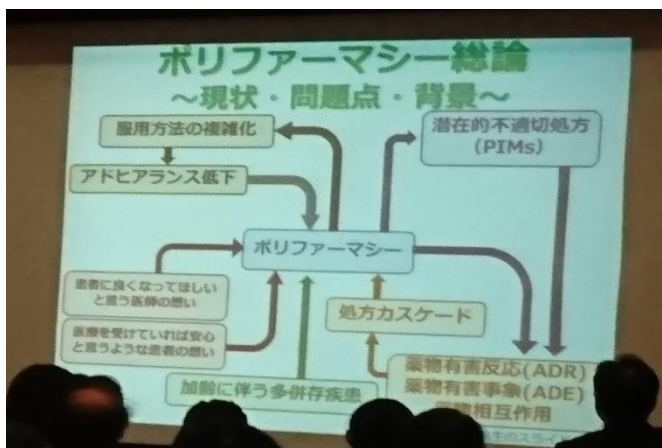 ポリファーマシー総論
～現状・問題点・背景～
服用方法の複雑化
潜在的不適切処方
（PIMs）
アドヒアランス低下
ポリファーマシー
患者に良くなってほしい
と言う医師の想い
処方カスケード
医療を受けていれば安心
と言うような患者の想い
薬物有害反応(ADR)
薬物有害事象(ADE)
相互作用
加齢に伴う多併存疾患